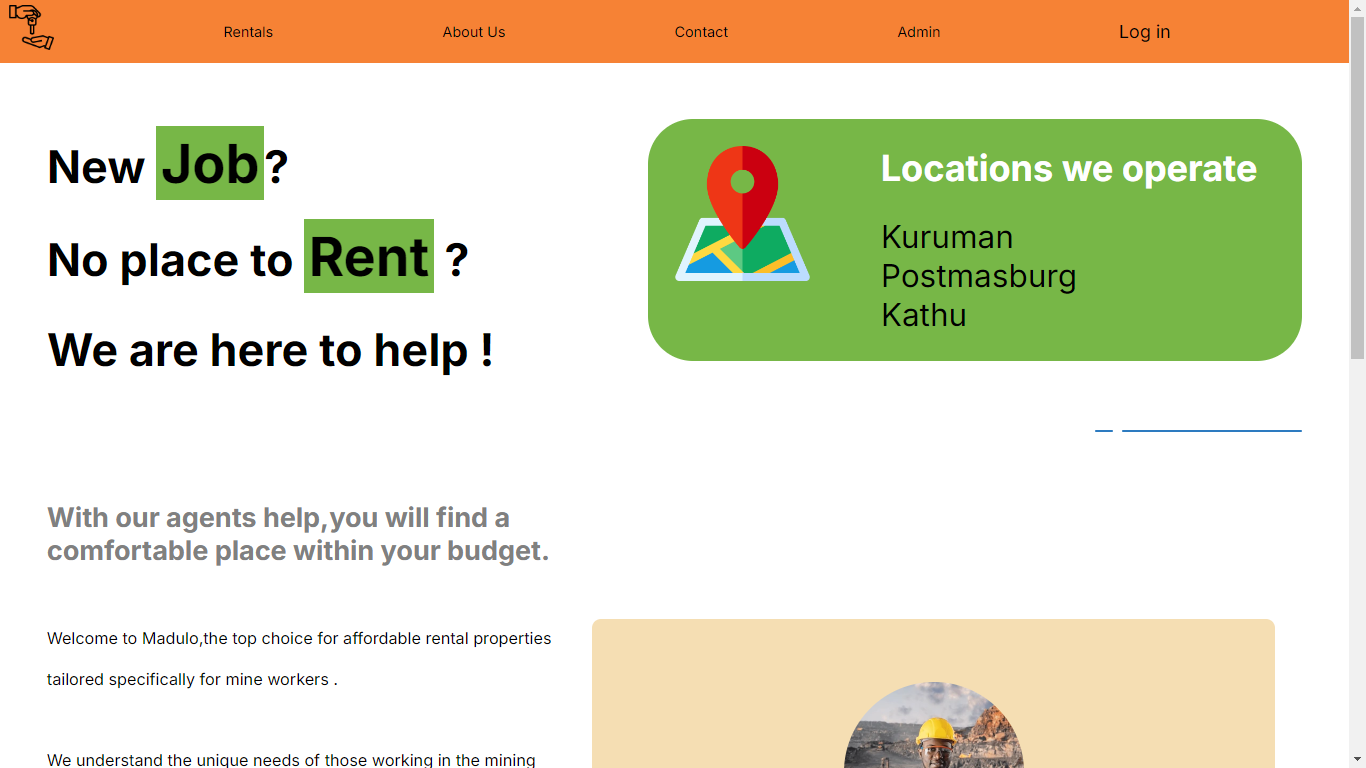 Rentals
About Us
Contact
Admin
Log in
New Job?
No place to Rent ?
We are here to help !
Locations we operate
Kuruman
Postmasburg
Kathu
With our agents help,you will find a
comfortable place within your budget.
Welcome to Madulo,the top choice for affordable rental properties
tailored specifically for mine workers .
We understand the unique needs of those working in the mining